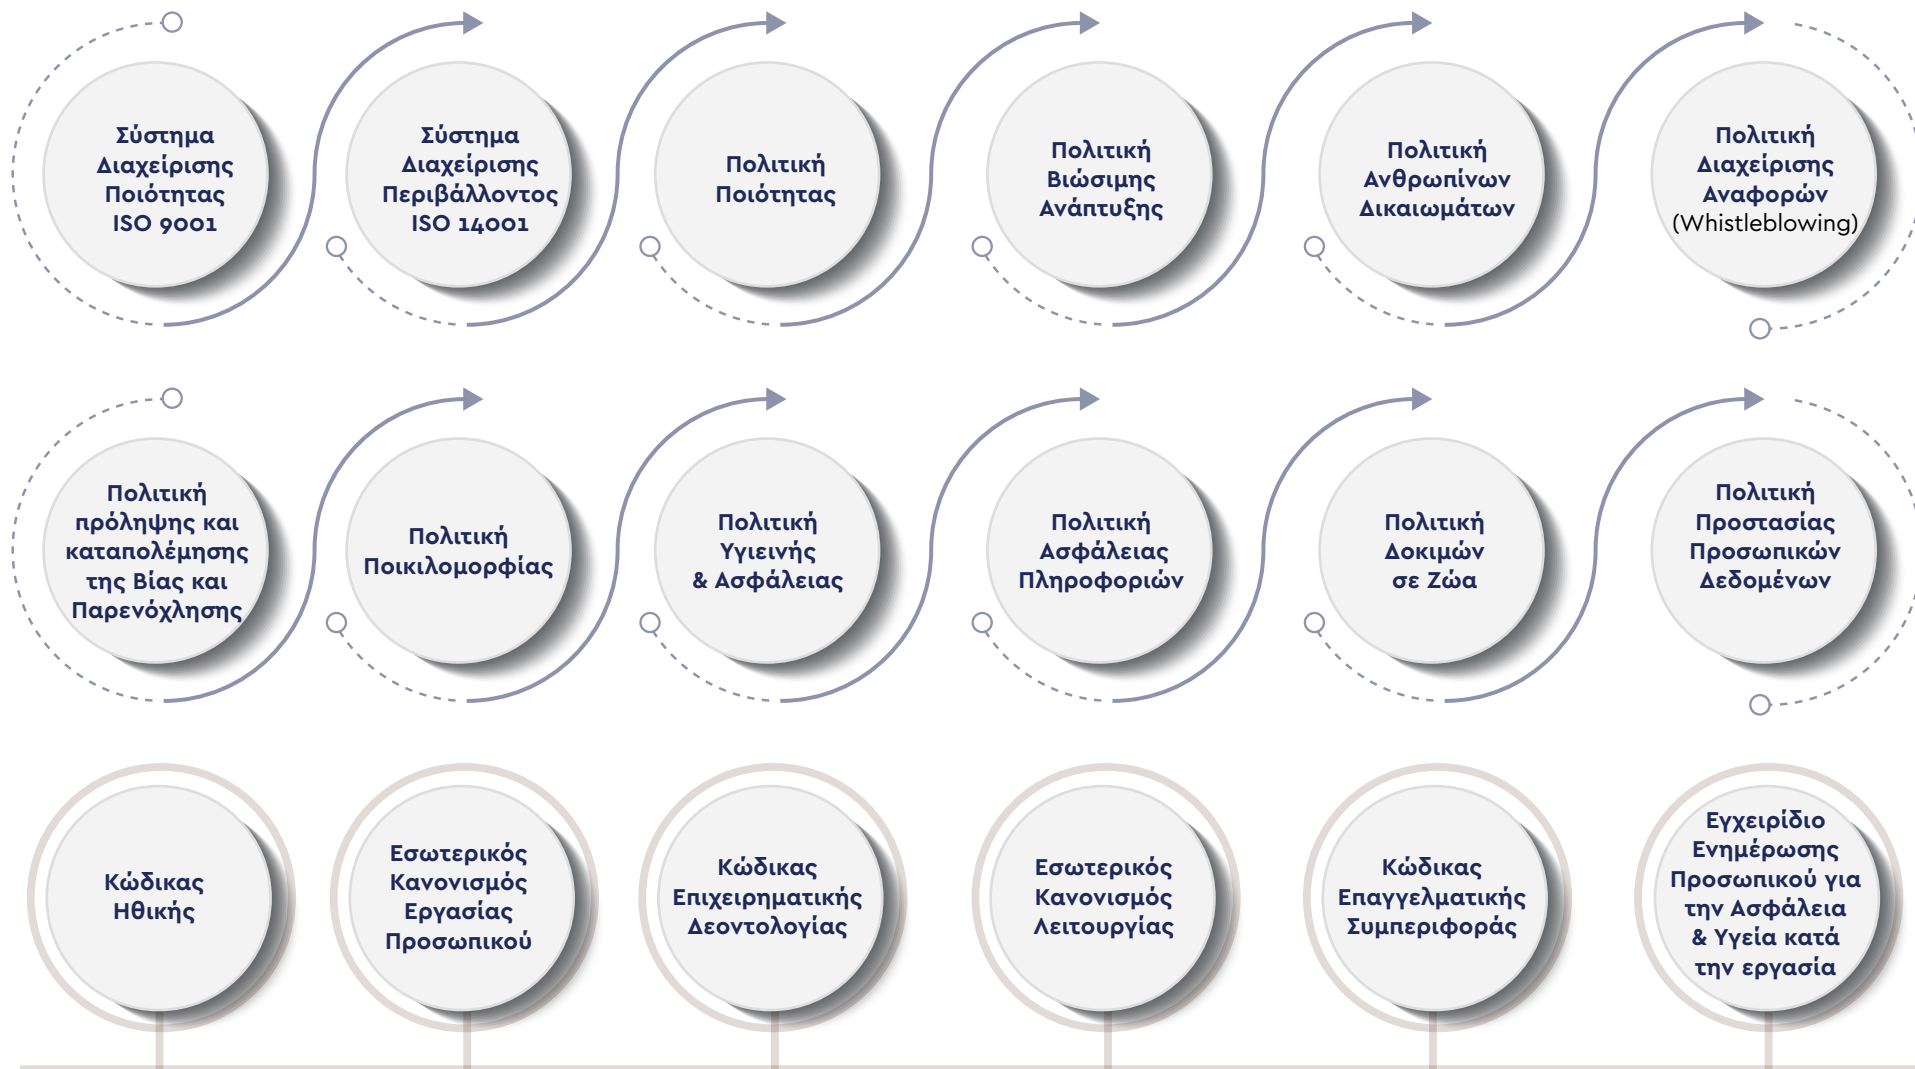 Σύστημα
Διαχείρισης
Ποιότητας
ISO 9001
Σύστημα
Διαχείρισης
Περιβάλλοντος
ISO 14001
Πολιτική
Ποιότητας
Πολιτική
Βιώσιμης
Ανάπτυξης
Πολιτική
Ανθρωπίνων
Δικαιωμάτων
Πολιτική
Διαχείρισης
Αναφορών
(Whistleblowing)
Πολιτική
πρόληψης και
καταπολέμησης
της Βίας και
Παρενόχλησης
Πολιτική
Ποικιλομορφίας
Πολιτική
Υγιεινής
& Ασφάλειας
Πολιτική
Ασφάλειας
Πληροφοριών
Πολιτική
Δοκιμών
σε Ζώα
Πολιτική
Προστασίας
Προσωπικών
Δεδομένων
Κώδικας
Ηθικής
Εσωτερικός
Κανονισμός
Εργασίας
Προσωπικού
Κώδικας
Επιχειρηματικής
Δεοντολογίας
Εσωτερικός
Κανονισμός
Λειτουργίας
Κώδικας
Επαγγελματικής
Συμπεριφοράς
Εγχειρίδιο
Ενημέρωσης
Προσωπικού για
την Ασφάλεια
& Υγεία κατά
την εργασία